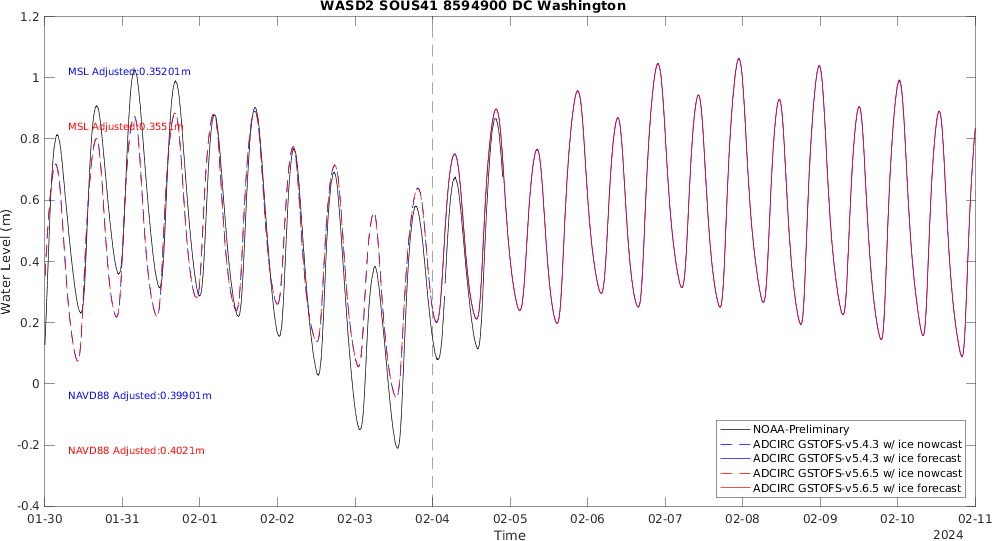 WASD2 SOUS41 8594900 DC Washington
1.2
1
0.8
0.6
0.4
0.2
0
-0.2
-0.4
Water Level (m)
MSL Adjusted:0.35201m
MSL Adjusted:0.3551m
NAVD88 Adjusted:0.39901m
NAVD88 Adjusted:0.4021m
NOAA-Preliminary
ADCIRC GSTOFS-v5.4.3 w/ ice nowcast
ADCIRC GSTOFS-v5.4.3 w/ ice forecast
ADCIRC GSTOFS-v5.6.5 w/ ice nowcast
ADCIRC GSTOFS-v5.6.5 w/ ice forecast
01-30 01-31 02-01 02-02 02-03 02-04 02-05 02-06 02-07 02-08 02-09 02-10 02-11
Time
2024